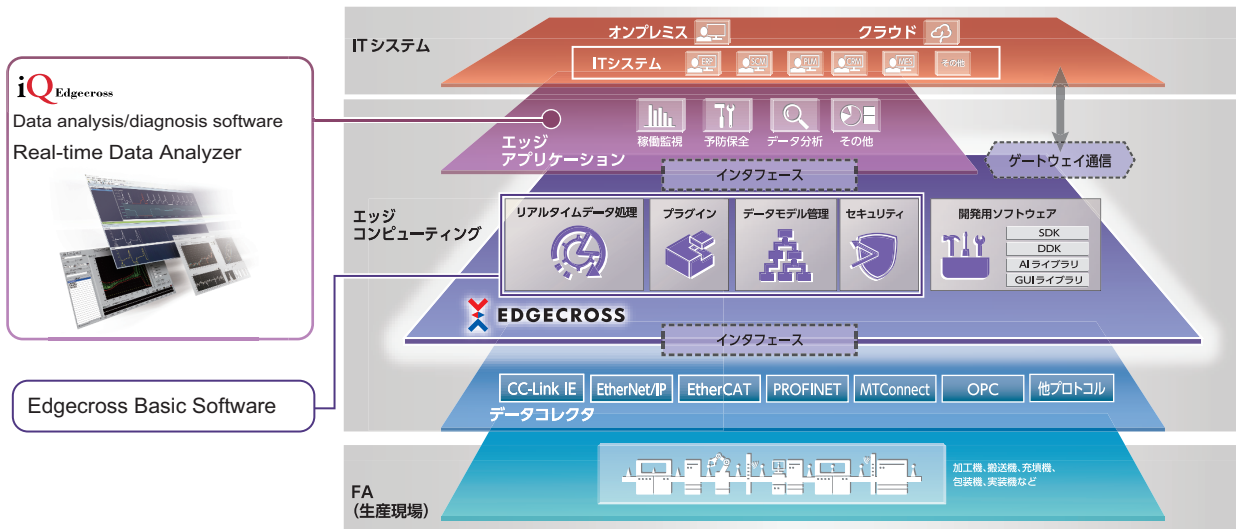 iQ Edgecross
Data analysis/diagnosis software
Real-time Data Analyzer
Edgecross Basic Software
ITシステム
オンプレミス
クラウド
ITシステム
ERP
SCM
PLM
CRM
MES
その他
エッジ
コンピューティング
エッジ
アプリケーション
稼働監視
予防保全
データ分析
その他
ゲートウェイ通信
インタフェース
リアルタイムデータ処理
プラグイン
データモデル管理
セキュリティ
開発用ソフトウェア
SDK
DDK
AIライブラリ
GUIライブラリ
EDGECROSS
インタフェース
CC-Link IE
EtherNet/IP
EtherCAT
PROFINET
MTConnect
OPC
他プロトコル
データコレクタ
FA
(生産現場)
加工機、搬送機、充填機、
包装機、実装機など